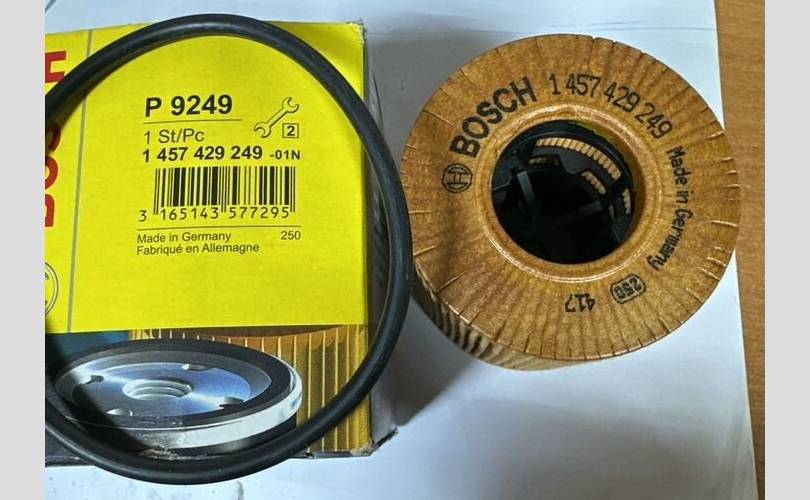 P 9249
1 St/Pc
2
1 457 429 249 -01N
3 165143 577295
Made in Germany 250
Fabriqué en Allemagne
BOSCH 1 457 429 249
Made in Germany
250
417